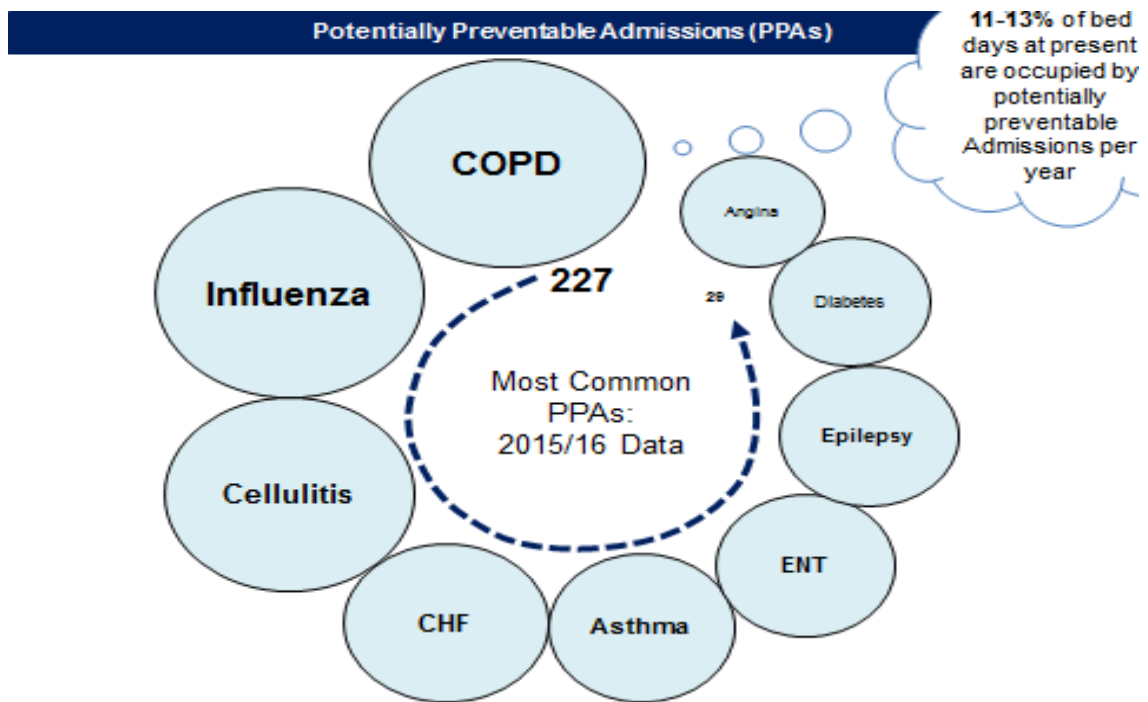 Potentially Preventable Admissions (PPAs)
11-13% of bed
days at present
are occupied by
potentially
preventable
Admissions per
year
COPD
Influenza
Cellulitis
CHF
Asthma
ENT
Epilepsy
Diabetes
Angina
227
29
Most Common
PPAs:
2015/16 Data